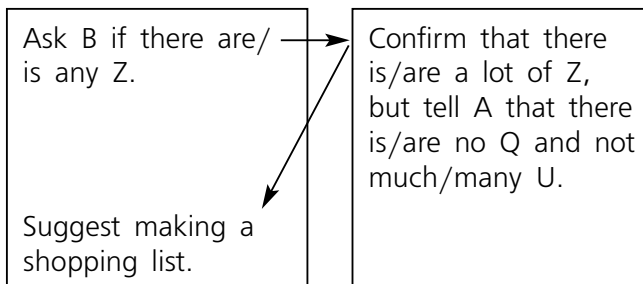 Ask B if there are/
is any Z.
Suggest making a
shopping list.
Confirm that there
is/are a lot of Z,
but tell A that there
is/are no Q and not
much/many U.